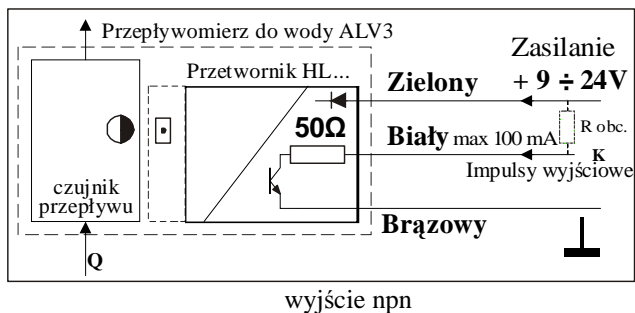 Przepływomierz do wody ALV3
Zasilanie
Przetwornik HL...
Zielony
+ 9 ÷ 24V
50Ω
R obc.
Biały max 100 mA
K
Impulsy wyjściowe
czujnik
przepływu
Brązowy
Q
wyjście npn